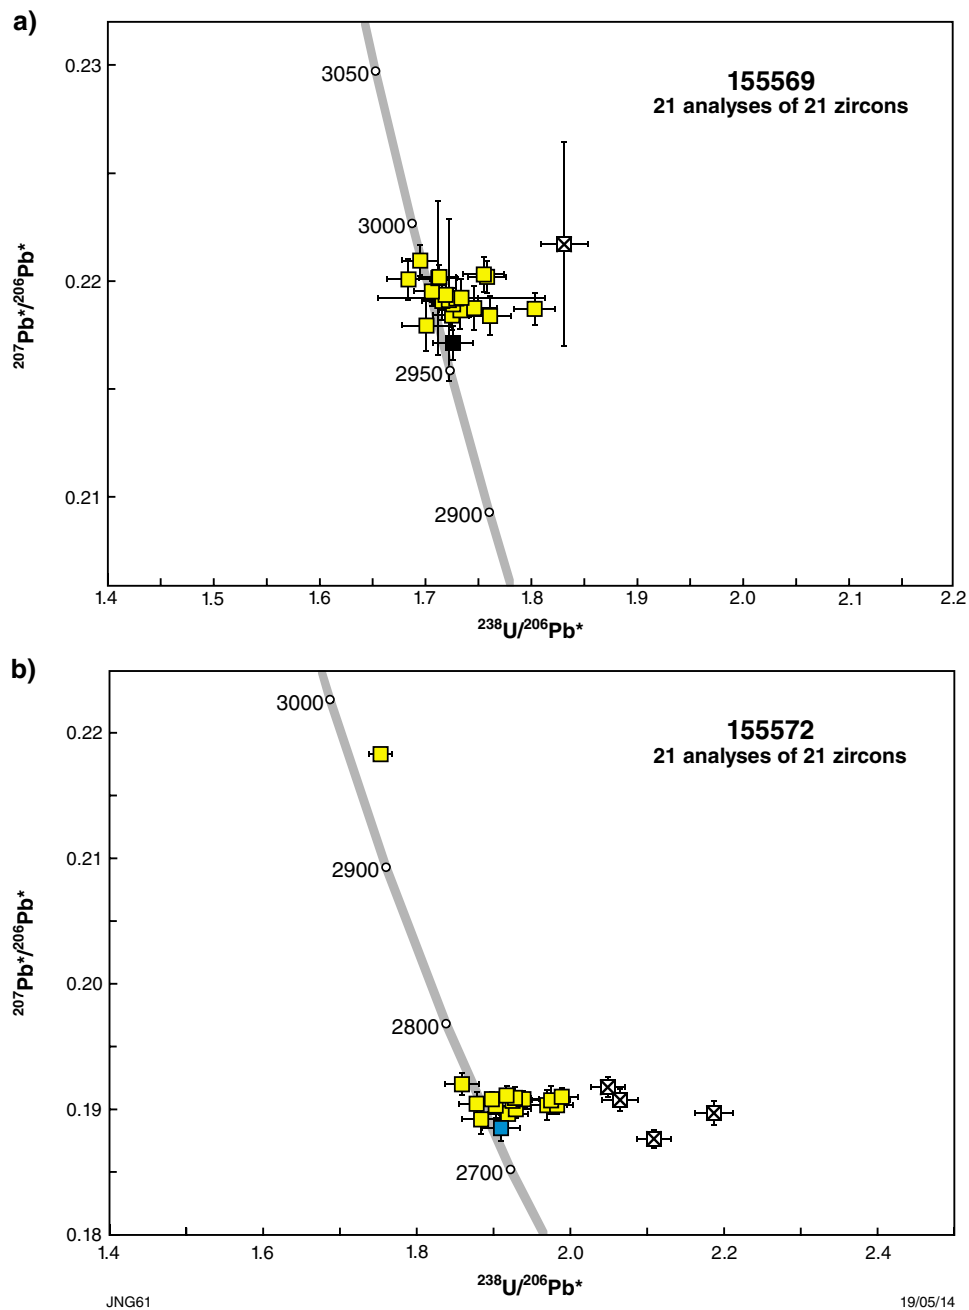 a)
155569
21 analyses of 21 zircons
0.23
0.22
0.21
3050
3000
2950
2900
²⁰⁷Pb*/²⁰⁶Pb*
1.4 1.5 1.6 1.7 1.8 1.9 2.0 2.1 2.2
²³⁸U/²⁰⁶Pb*
b)
155572
21 analyses of 21 zircons
0.22
0.21
0.20
0.19
0.18
3000
2900
2800
2700
²⁰⁷Pb*/²⁰⁶Pb*
1.4 1.6 1.8 2.0 2.2 2.4
²³⁸U/²⁰⁶Pb*
JNG61 19/05/14